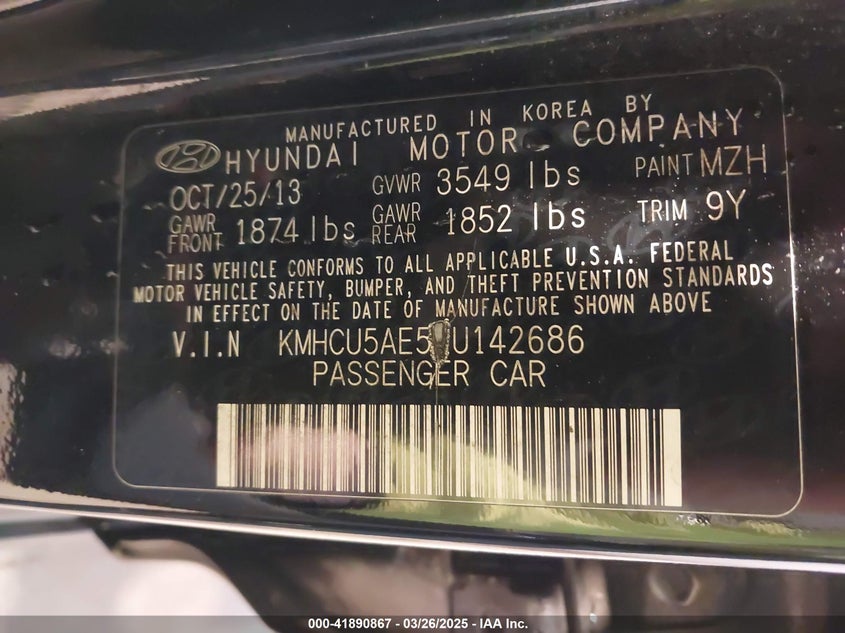 MANUFACTURED IN KOREA BY
HYUNDAI MOTOR COMPANY
OCT/25/13 GVWR 3549 lbs PAINT MZH
GAWR FRONT 1874 lbs GAWR REAR 1852 lbs TRIM 9Y
THIS VEHICLE CONFORMS TO ALL APPLICABLE U.S.A. FEDERAL
MOTOR VEHICLE SAFETY, BUMPER, AND THEFT PREVENTION STANDARDS
IN EFFECT ON THE DATE OF MANUFACTURE SHOWN ABOVE
V.I.N
PASSENGER CAR
000-41890867 / 03/26/2025 - IAA Inc.